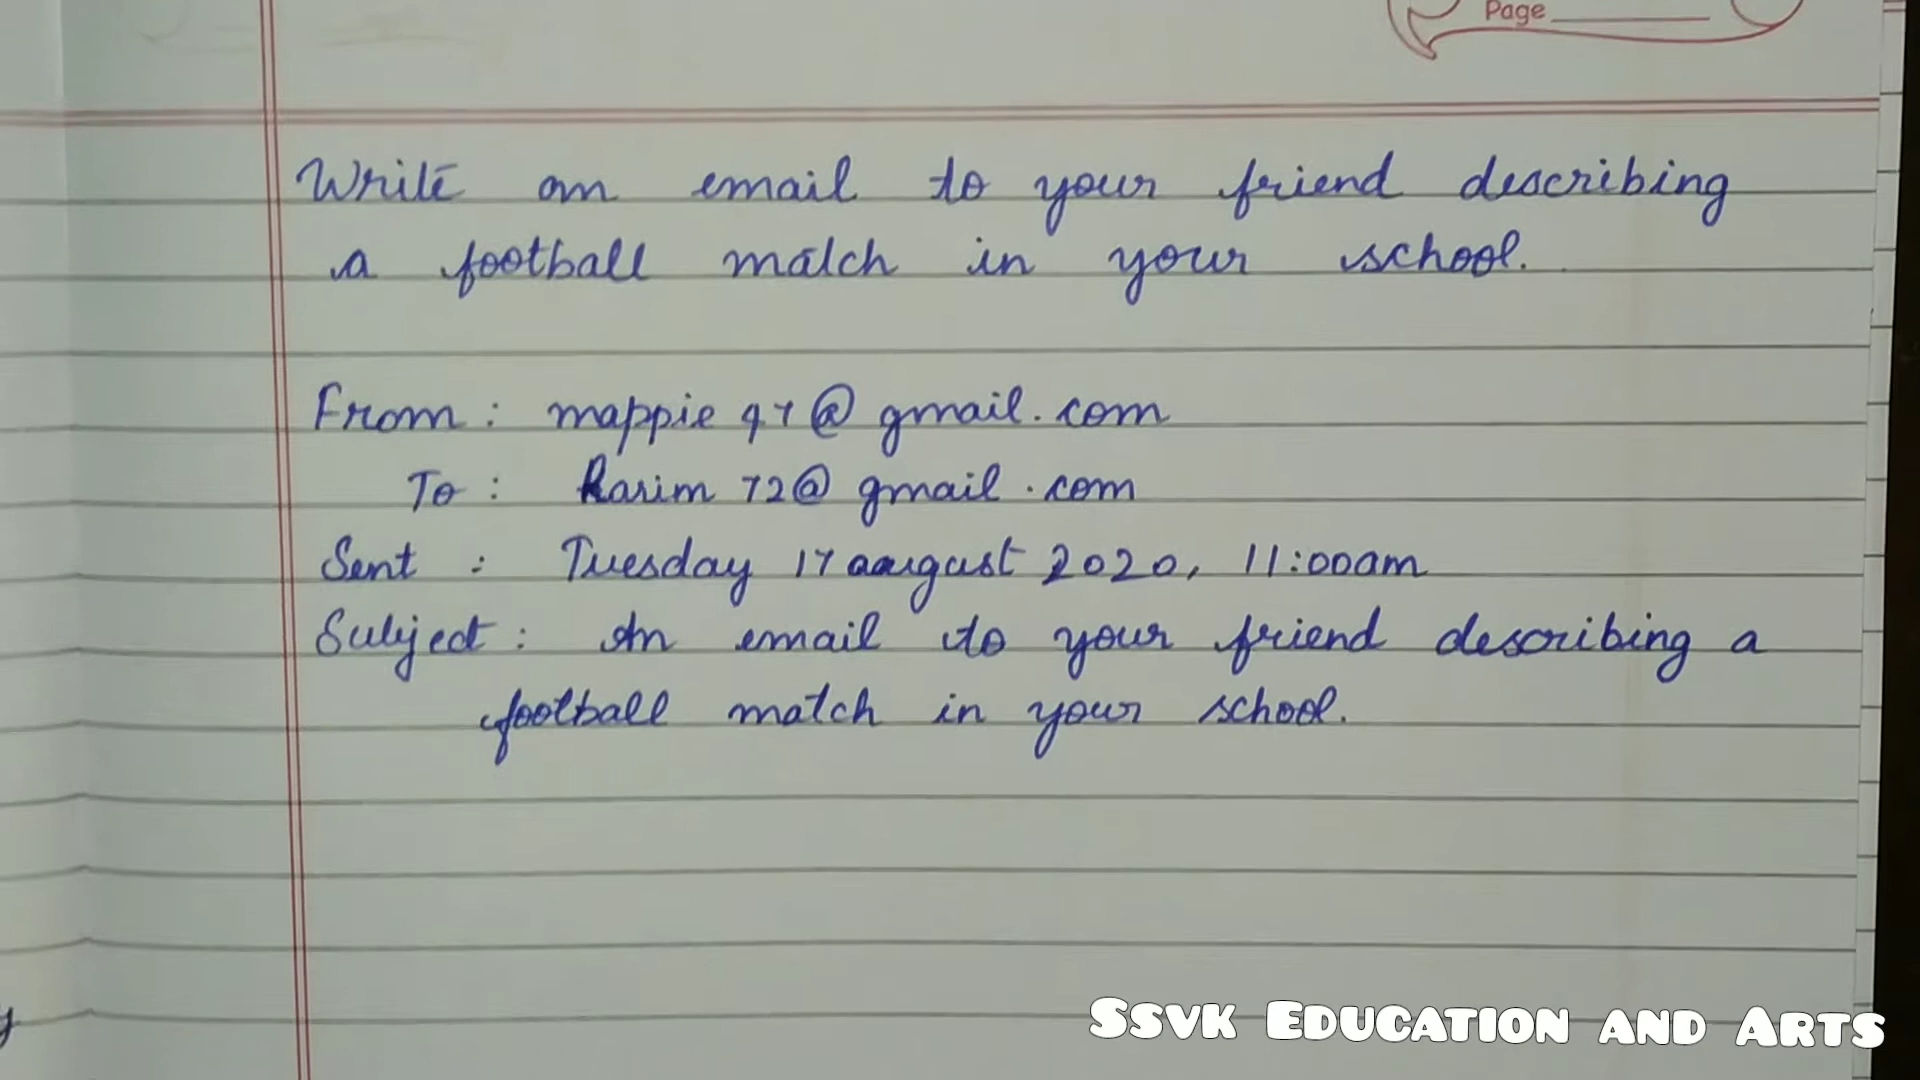 Page
Write an email to your friend describing
a football match in your school.
From : mappie 97@ gmail.com
To : Karim 72@ gmail.com
Sent : Tuesday 17 august 2020, 11:00am
Subject : An email to your friend describing a
football match in your school.
Ssvk Education and Arts